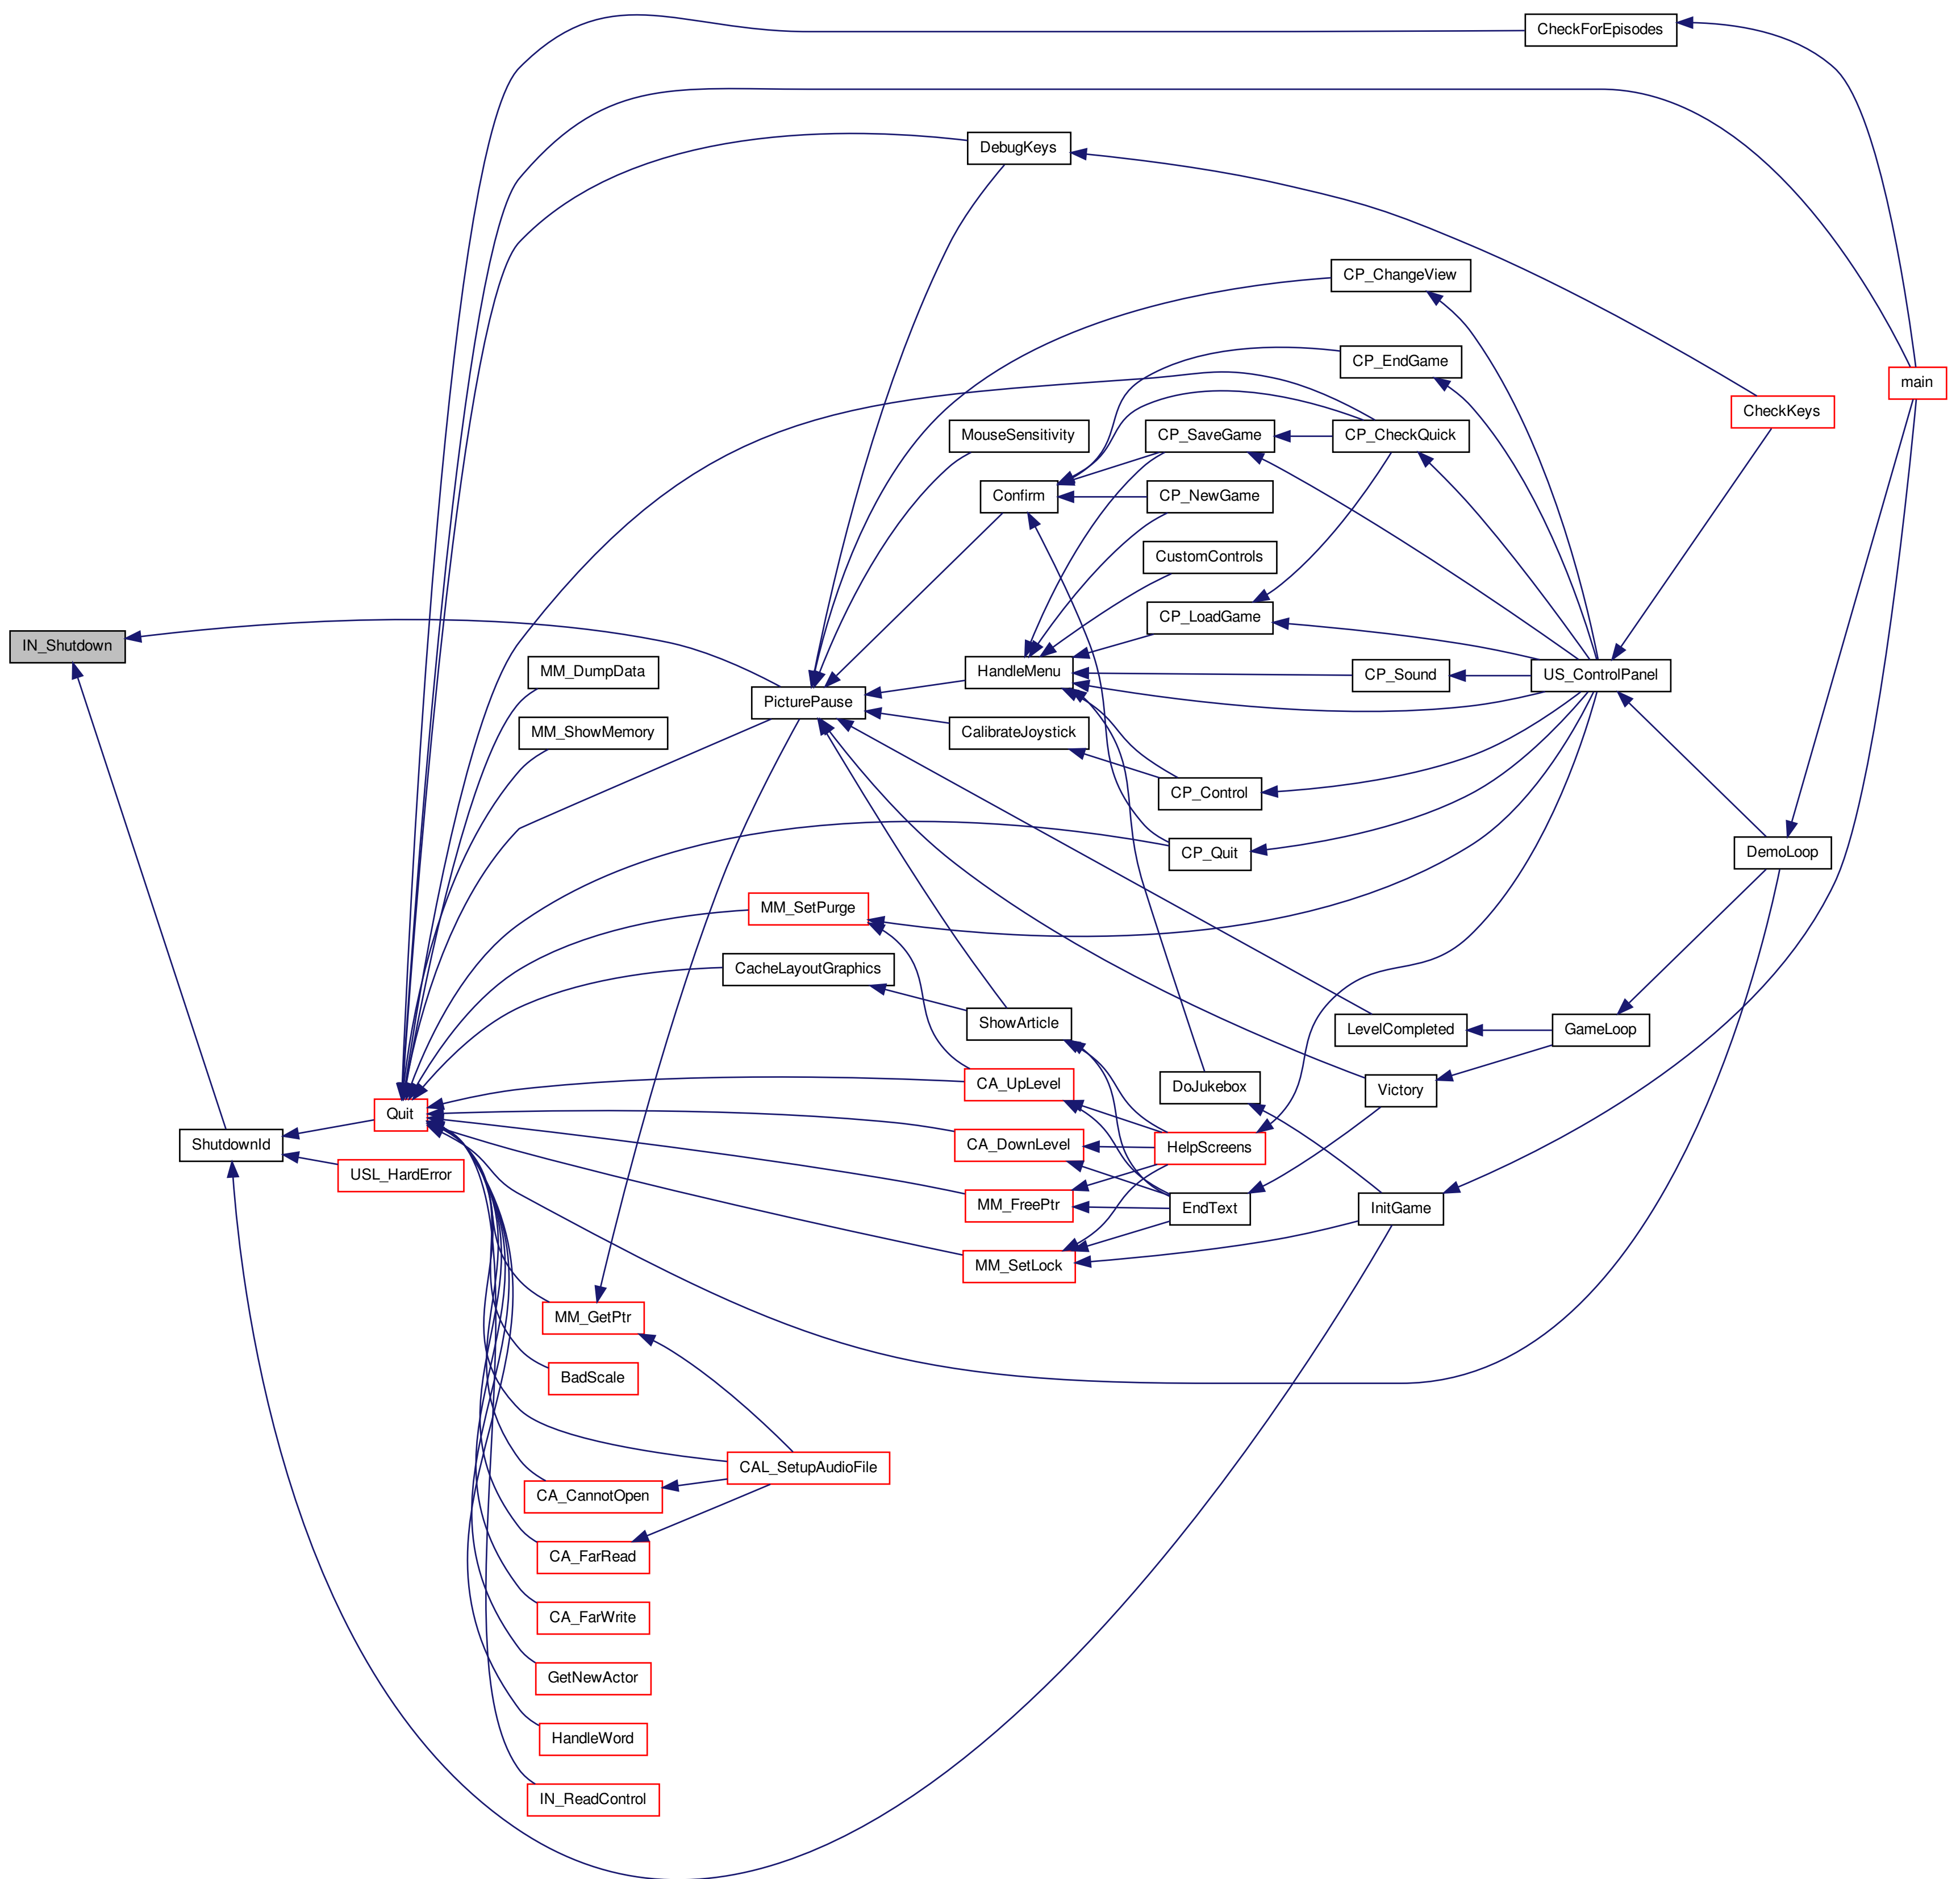 CheckForEpisodes
DebugKeys
CP_ChangeView
CP_EndGame
main
CheckKeys
MouseSensitivity
CP_SaveGame
CP_CheckQuick
Confirm
CP_NewGame
CustomControls
CP_LoadGame
IN_Shutdown
MM_DumpData
HandleMenu
CP_Sound
US_ControlPanel
PicturePause
MM_ShowMemory
CalibrateJoystick
CP_Control
CP_Quit
DemoLoop
MM_SetPurge
CacheLayoutGraphics
ShowArticle
LevelCompleted
GameLoop
CA_UpLevel
DoJukebox
Victory
Quit
ShutdownId
CA_DownLevel
HelpScreens
USL_HardError
MM_FreePtr
EndText
InitGame
MM_SetLock
MM_GetPtr
BadScale
CAL_SetupAudioFile
CA_CannotOpen
CA_FarRead
CA_FarWrite
GetNewActor
HandleWord
IN_ReadControl